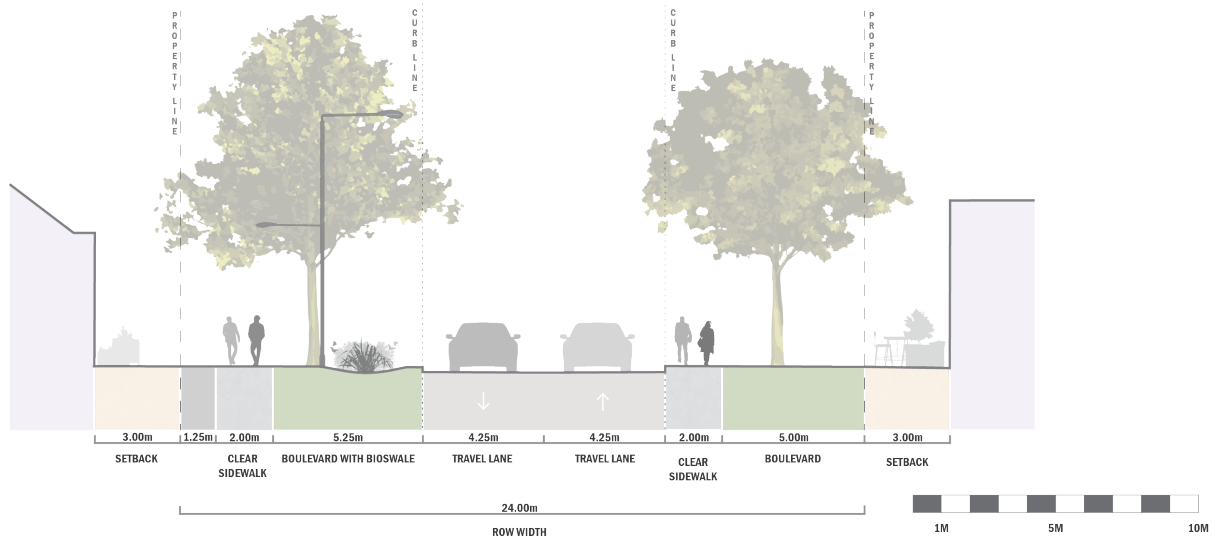 PROPERTY LINE
CURB LINE
CURB LINE
PROPERTY LINE
3.00m
1.25m
2.00m
5.25m
4.25m
4.25m
2.00m
5.00m
3.00m
SETBACK
CLEAR
SIDEWALK
BOULEVARD WITH BIOSWALE
TRAVEL LANE
TRAVEL LANE
CLEAR
SIDEWALK
BOULEVARD
SETBACK
24.00m
ROW WIDTH
1M
5M
10M